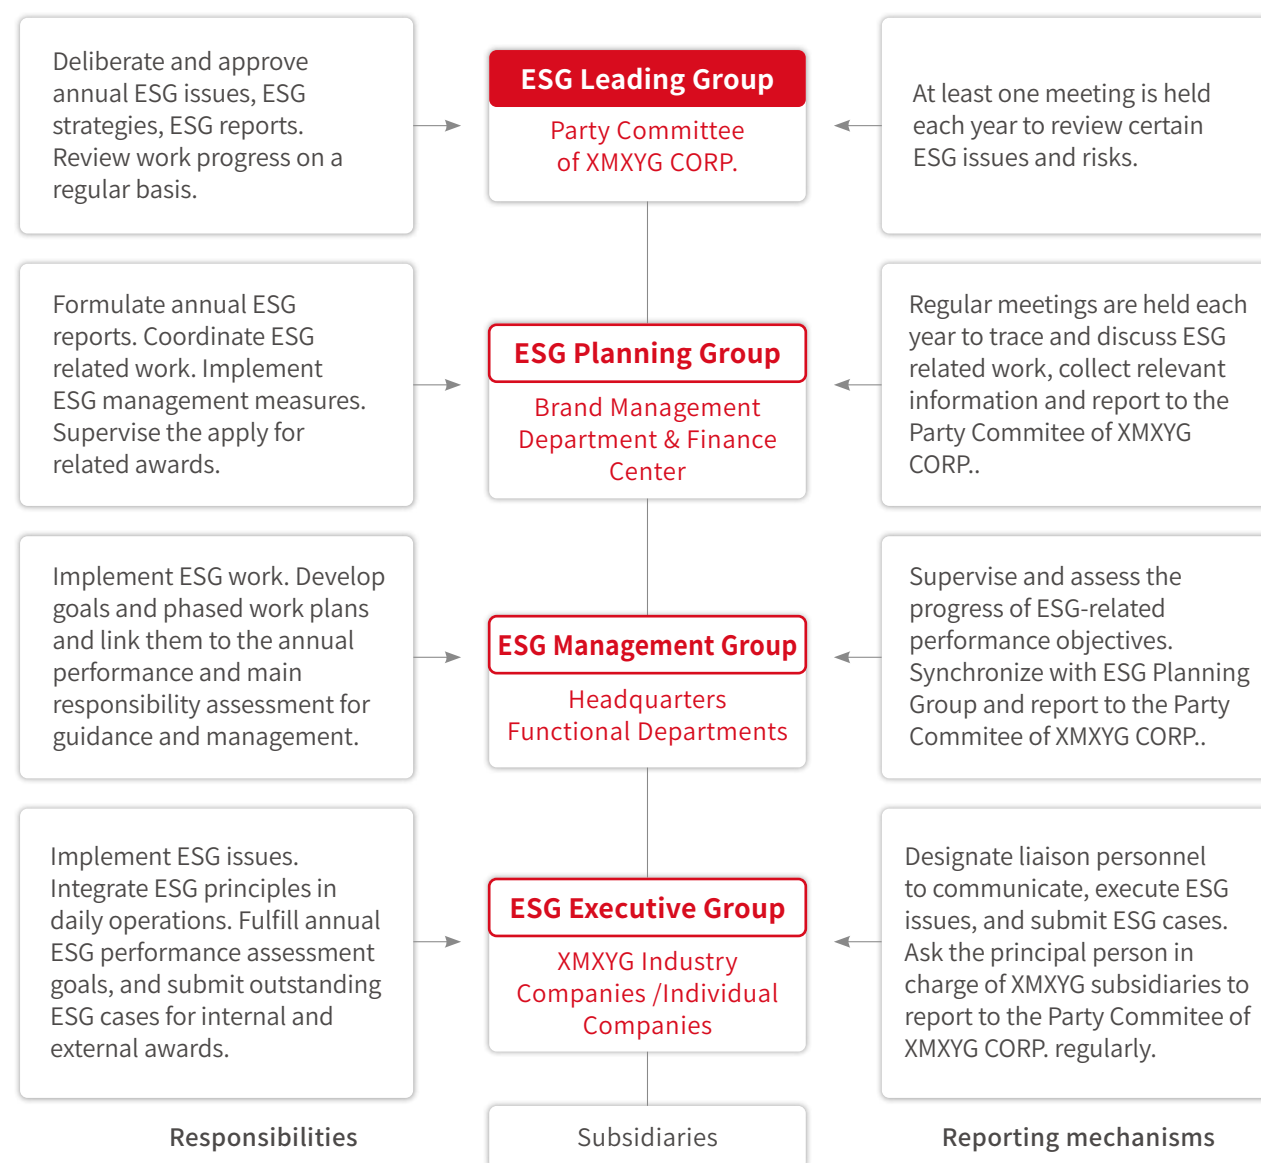 Deliberate and approve
annual ESG issues, ESG
strategies, ESG reports.
Review work progress on a
regular basis.
ESG Leading Group
Party Committee
of XMXYG CORP.
At least one meeting is held
each year to review certain
ESG issues and risks.
Formulate annual ESG
reports. Coordinate ESG
related work. Implement
ESG management measures.
Supervise the apply for
related awards.
ESG Planning Group
Brand Management
Department & Finance
Center
Regular meetings are held each
year to trace and discuss ESG
related work, collect relevant
information and report to the
Party Commitee of XMXYG
CORP..
Implement ESG work. Develop
goals and phased work plans
and link them to the annual
performance and main
responsibility assessment for
guidance and management.
ESG Management Group
Headquarters
Functional Departments
Supervise and assess the
progress of ESG-related
performance objectives.
Synchronize with ESG Planning
Group and report to the Party
Commitee of XMXYG CORP..
Implement ESG issues.
Integrate ESG principles in
daily operations. Fulfill annual
ESG performance assessment
goals, and submit outstanding
ESG cases for internal and
external awards.
ESG Executive Group
XMXYG Industry
Companies /Individual
Companies
Designate liaison personnel
to communicate, execute ESG
issues, and submit ESG cases.
Ask the principal person in
charge of XMXYG subsidiaries to
report to the Party Commitee of
XMXYG CORP. regularly.
Responsibilities
Subsidiaries
Reporting mechanisms